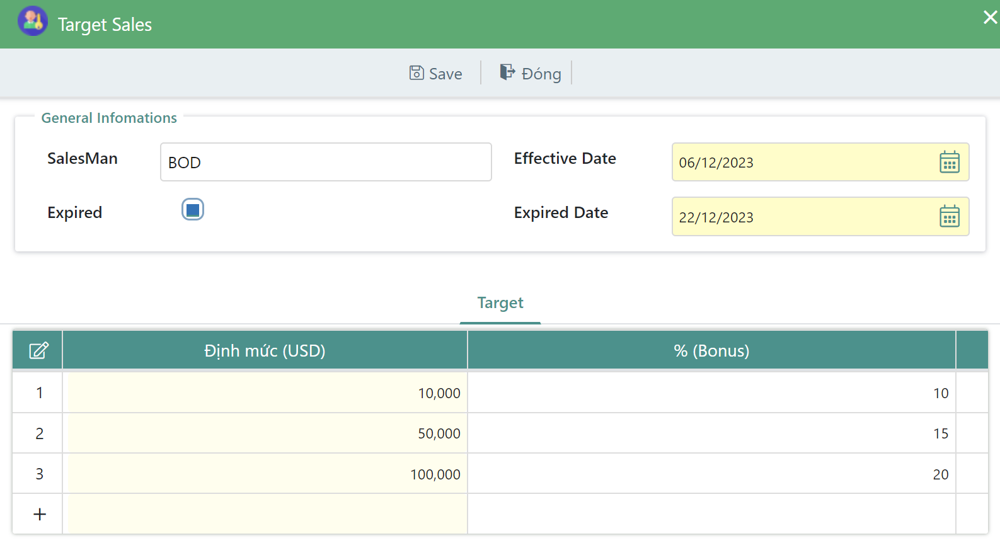 Target Sales
Save Đóng
General Infomations
SalesMan BOD Effective Date 06/12/2023
Expired Expired Date 22/12/2023
Target
Định mức (USD) % (Bonus)
1 10,000 10
2 50,000 15
3 100,000 20
+